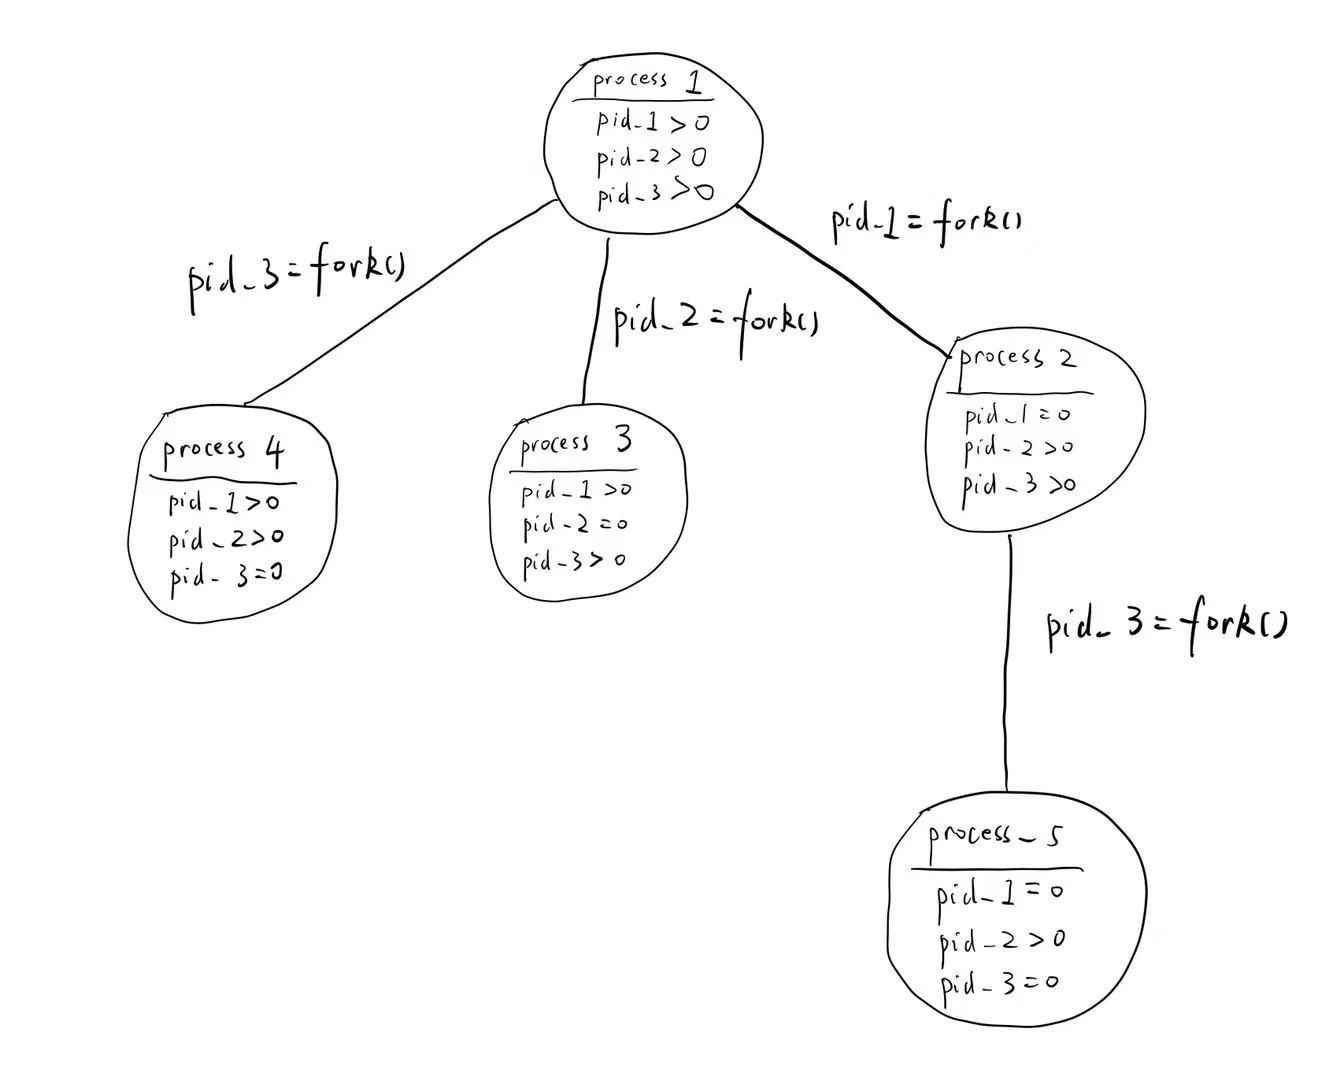 process 1
pid_1 > 0
pid_2 > 0
pid_3 > 0
pid_1 = fork()
pid_3 = fork()
pid_2 = fork()
process 2
pid_1 = 0
pid_2 > 0
pid_3 > 0
process 3
pid_1 > 0
pid_2 = 0
pid_3 > 0
process 4
pid_1 > 0
pid_2 > 0
pid_3 = 0
pid_3 = fork()
process_5
pid_1 = 0
pid_2 > 0
pid_3 = 0